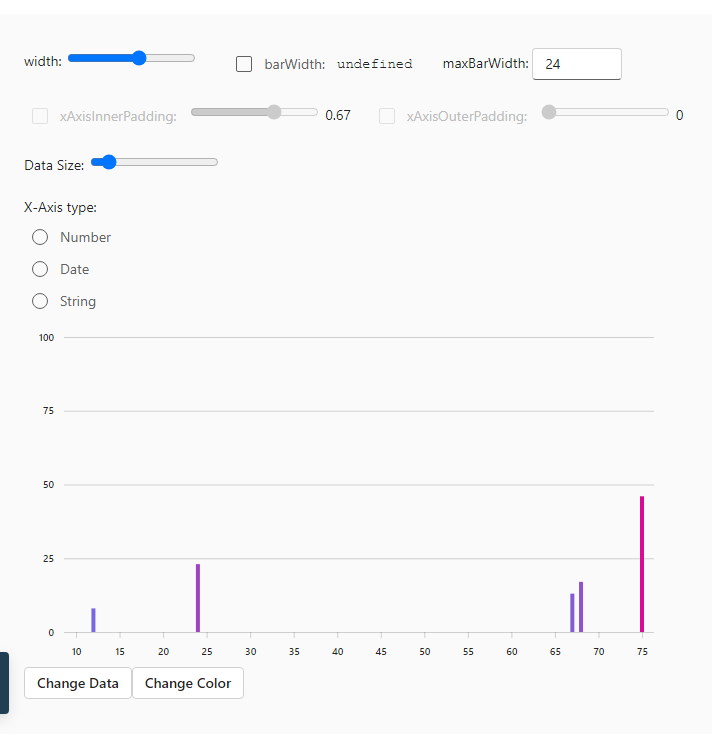 width: barWidth: undefined maxBarWidth: 24
xAxisInnerPadding: 0.67 xAxisOuterPadding: 0
Data Size:
X-Axis type:
Number
Date
String
100
75
50
25
0
10 15 20 25 30 35 40 45 50 55 60 65 70 75
Change Data Change Color